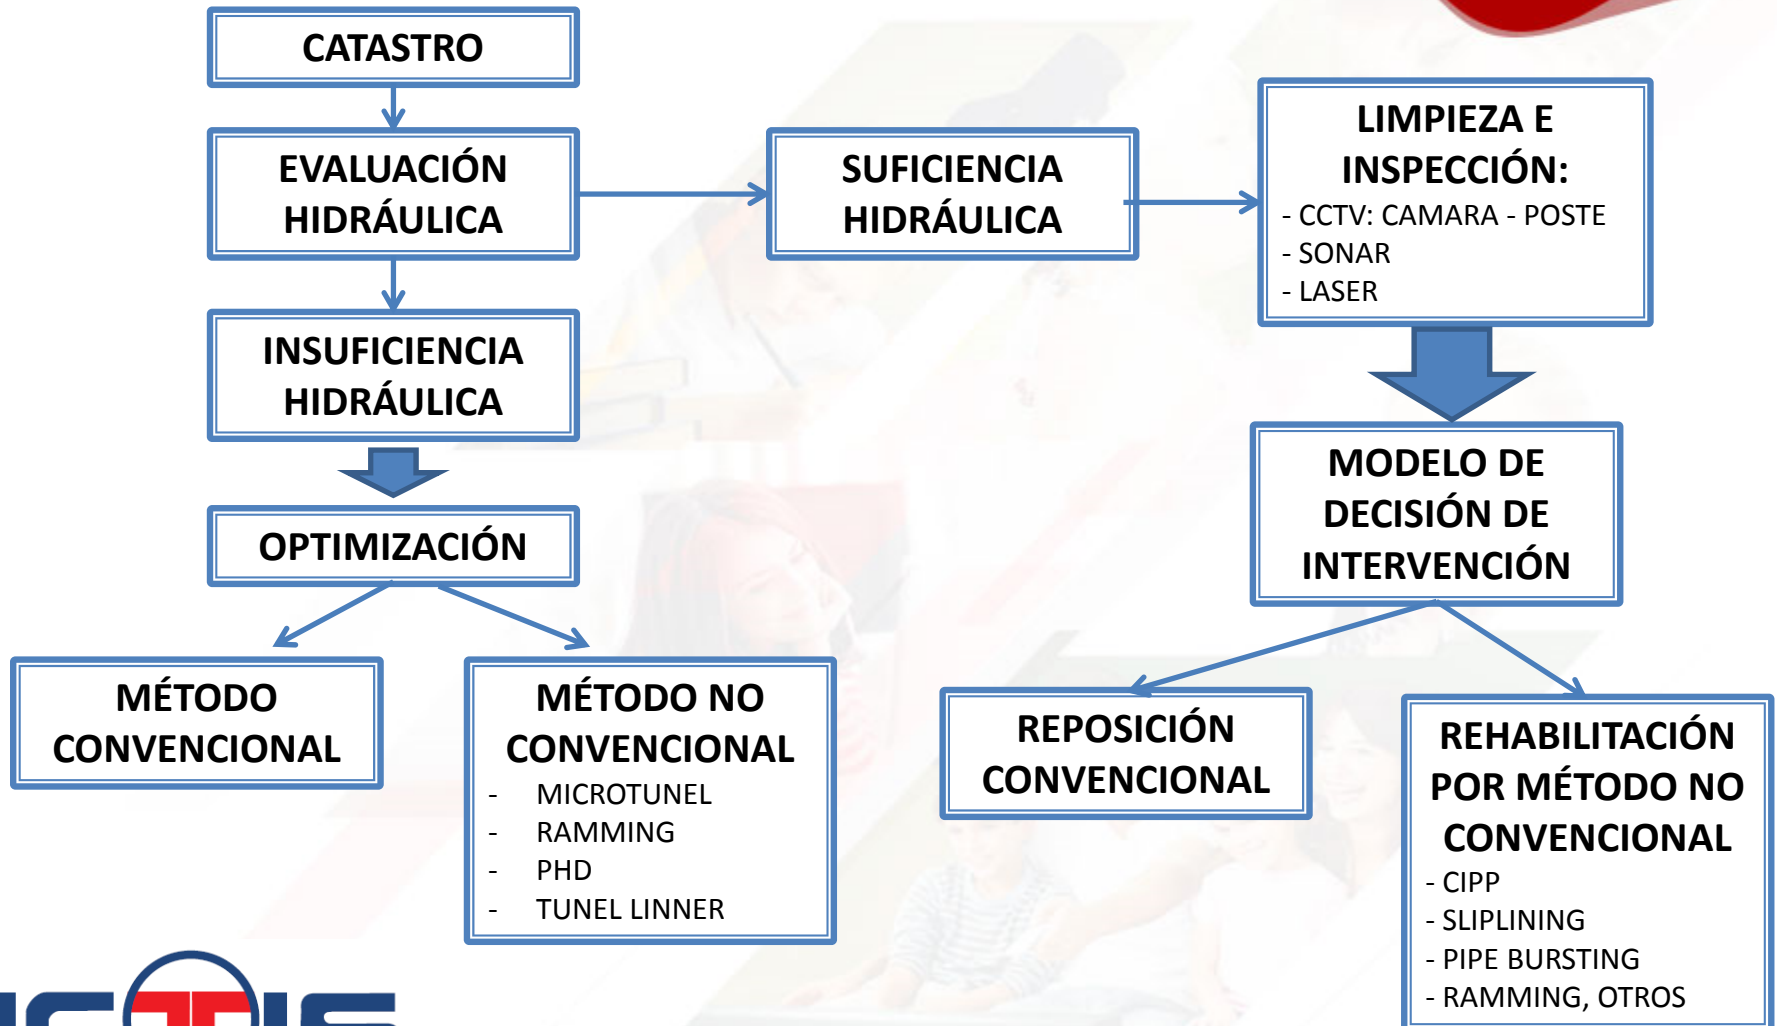 CATASTRO
EVALUACIÓN
HIDRÁULICA
SUFICIENCIA
HIDRÁULICA
LIMPIEZA E
INSPECCIÓN:
- CCTV: CAMARA - POSTE
- SONAR
- LASER
INSUFICIENCIA
HIDRÁULICA
OPTIMIZACIÓN
MODELO DE
DECISIÓN DE
INTERVENCIÓN
MÉTODO
CONVENCIONAL
MÉTODO NO
CONVENCIONAL
- MICROTUNEL
- RAMMING
- PHD
- TUNEL LINNER
REPOSICIÓN
CONVENCIONAL
REHABILITACIÓN
POR MÉTODO NO
CONVENCIONAL
- CIPP
- SLIPLINING
- PIPE BURSTING
- RAMMING, OTROS